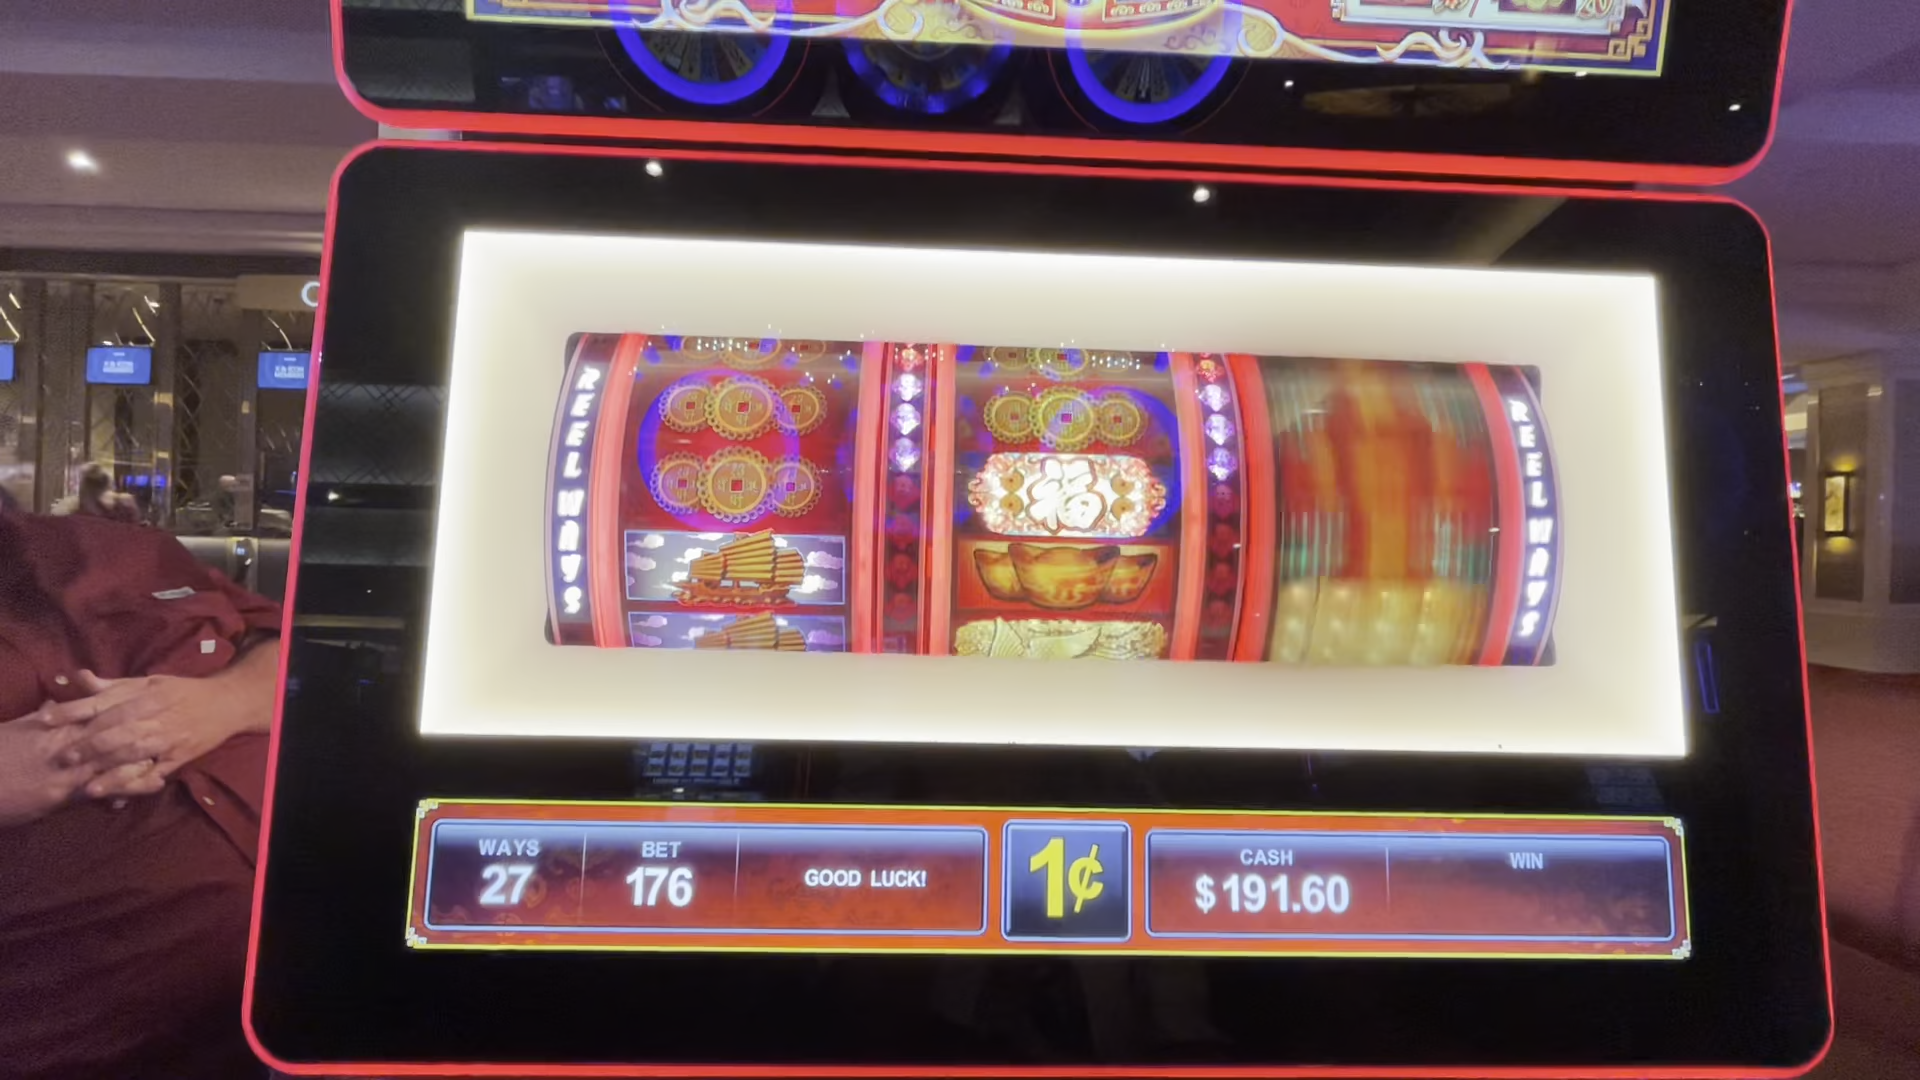 REEL WAYS
福
REEL WAYS
WAYS
27
BET
176
GOOD LUCK!
1¢
CASH
$191.60
WIN